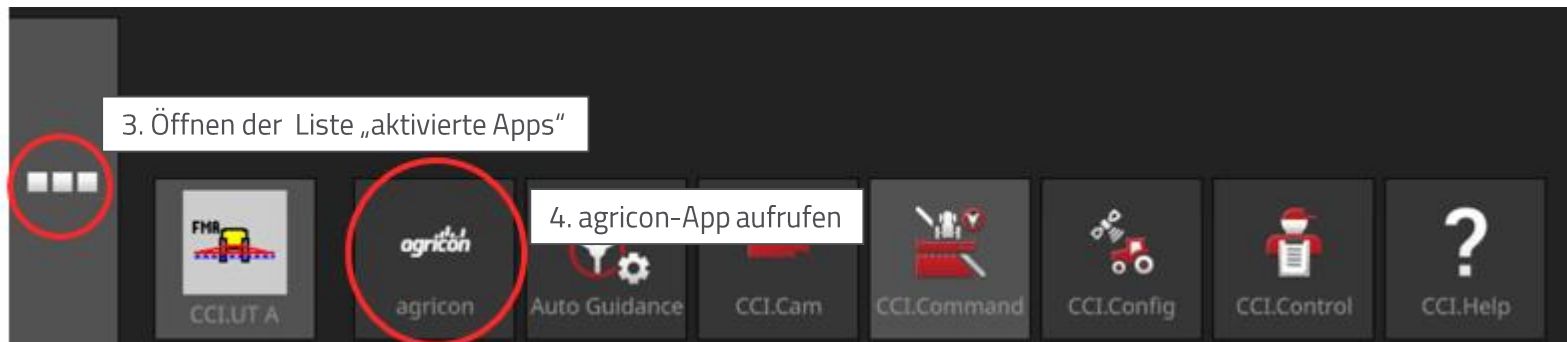 3. Öffnen der Liste „aktivierte Apps“
4. agricon-App aufrufen
FMR
agricon
CCI.UT A
agricon
Auto Guidance
CCI.Cam
CCI.Command
CCI.Config
CCI.Control
?
CCI.Help